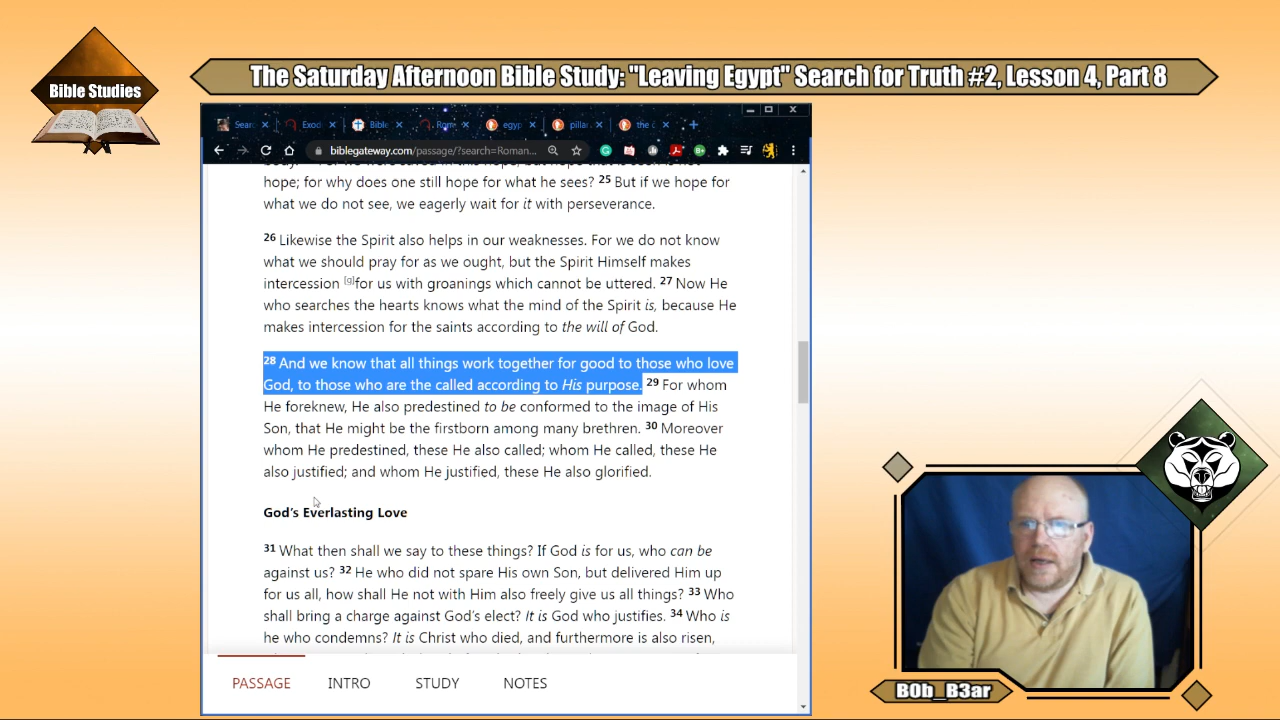 Bible Studies
The Saturday Afternoon Bible Study: "Leaving Egypt" Search for Truth #2, Lesson 4, Part 8
Sear Exod Bibl Rom egyp pillar the c
biblegateway.com/passage/?search=Roman...
hope; for why does one still hope for what he sees? 25 But if we hope for
what we do not see, we eagerly wait for it with perseverance.
26 Likewise the Spirit also helps in our weaknesses. For we do not know
what we should pray for as we ought, but the Spirit Himself makes
intercession [g]for us with groanings which cannot be uttered. 27 Now He
who searches the hearts knows what the mind of the Spirit is, because He
makes intercession for the saints according to the will of God.
28 And we know that all things work together for good to those who love
God, to those who are the called according to His purpose. 29 For whom
He foreknew, He also predestined to be conformed to the image of His
Son, that He might be the firstborn among many brethren. 30 Moreover
whom He predestined, these He also called; whom He called, these He
also justified; and whom He justified, these He also glorified.
God's Everlasting Love
31 What then shall we say to these things? If God is for us, who can be
against us? 32 He who did not spare His own Son, but delivered Him up
for us all, how shall He not with Him also freely give us all things? 33 Who
shall bring a charge against God's elect? It is God who justifies. 34 Who is
he who condemns? It is Christ who died, and furthermore is also risen,
PASSAGE INTRO STUDY NOTES
B0b_B3ar